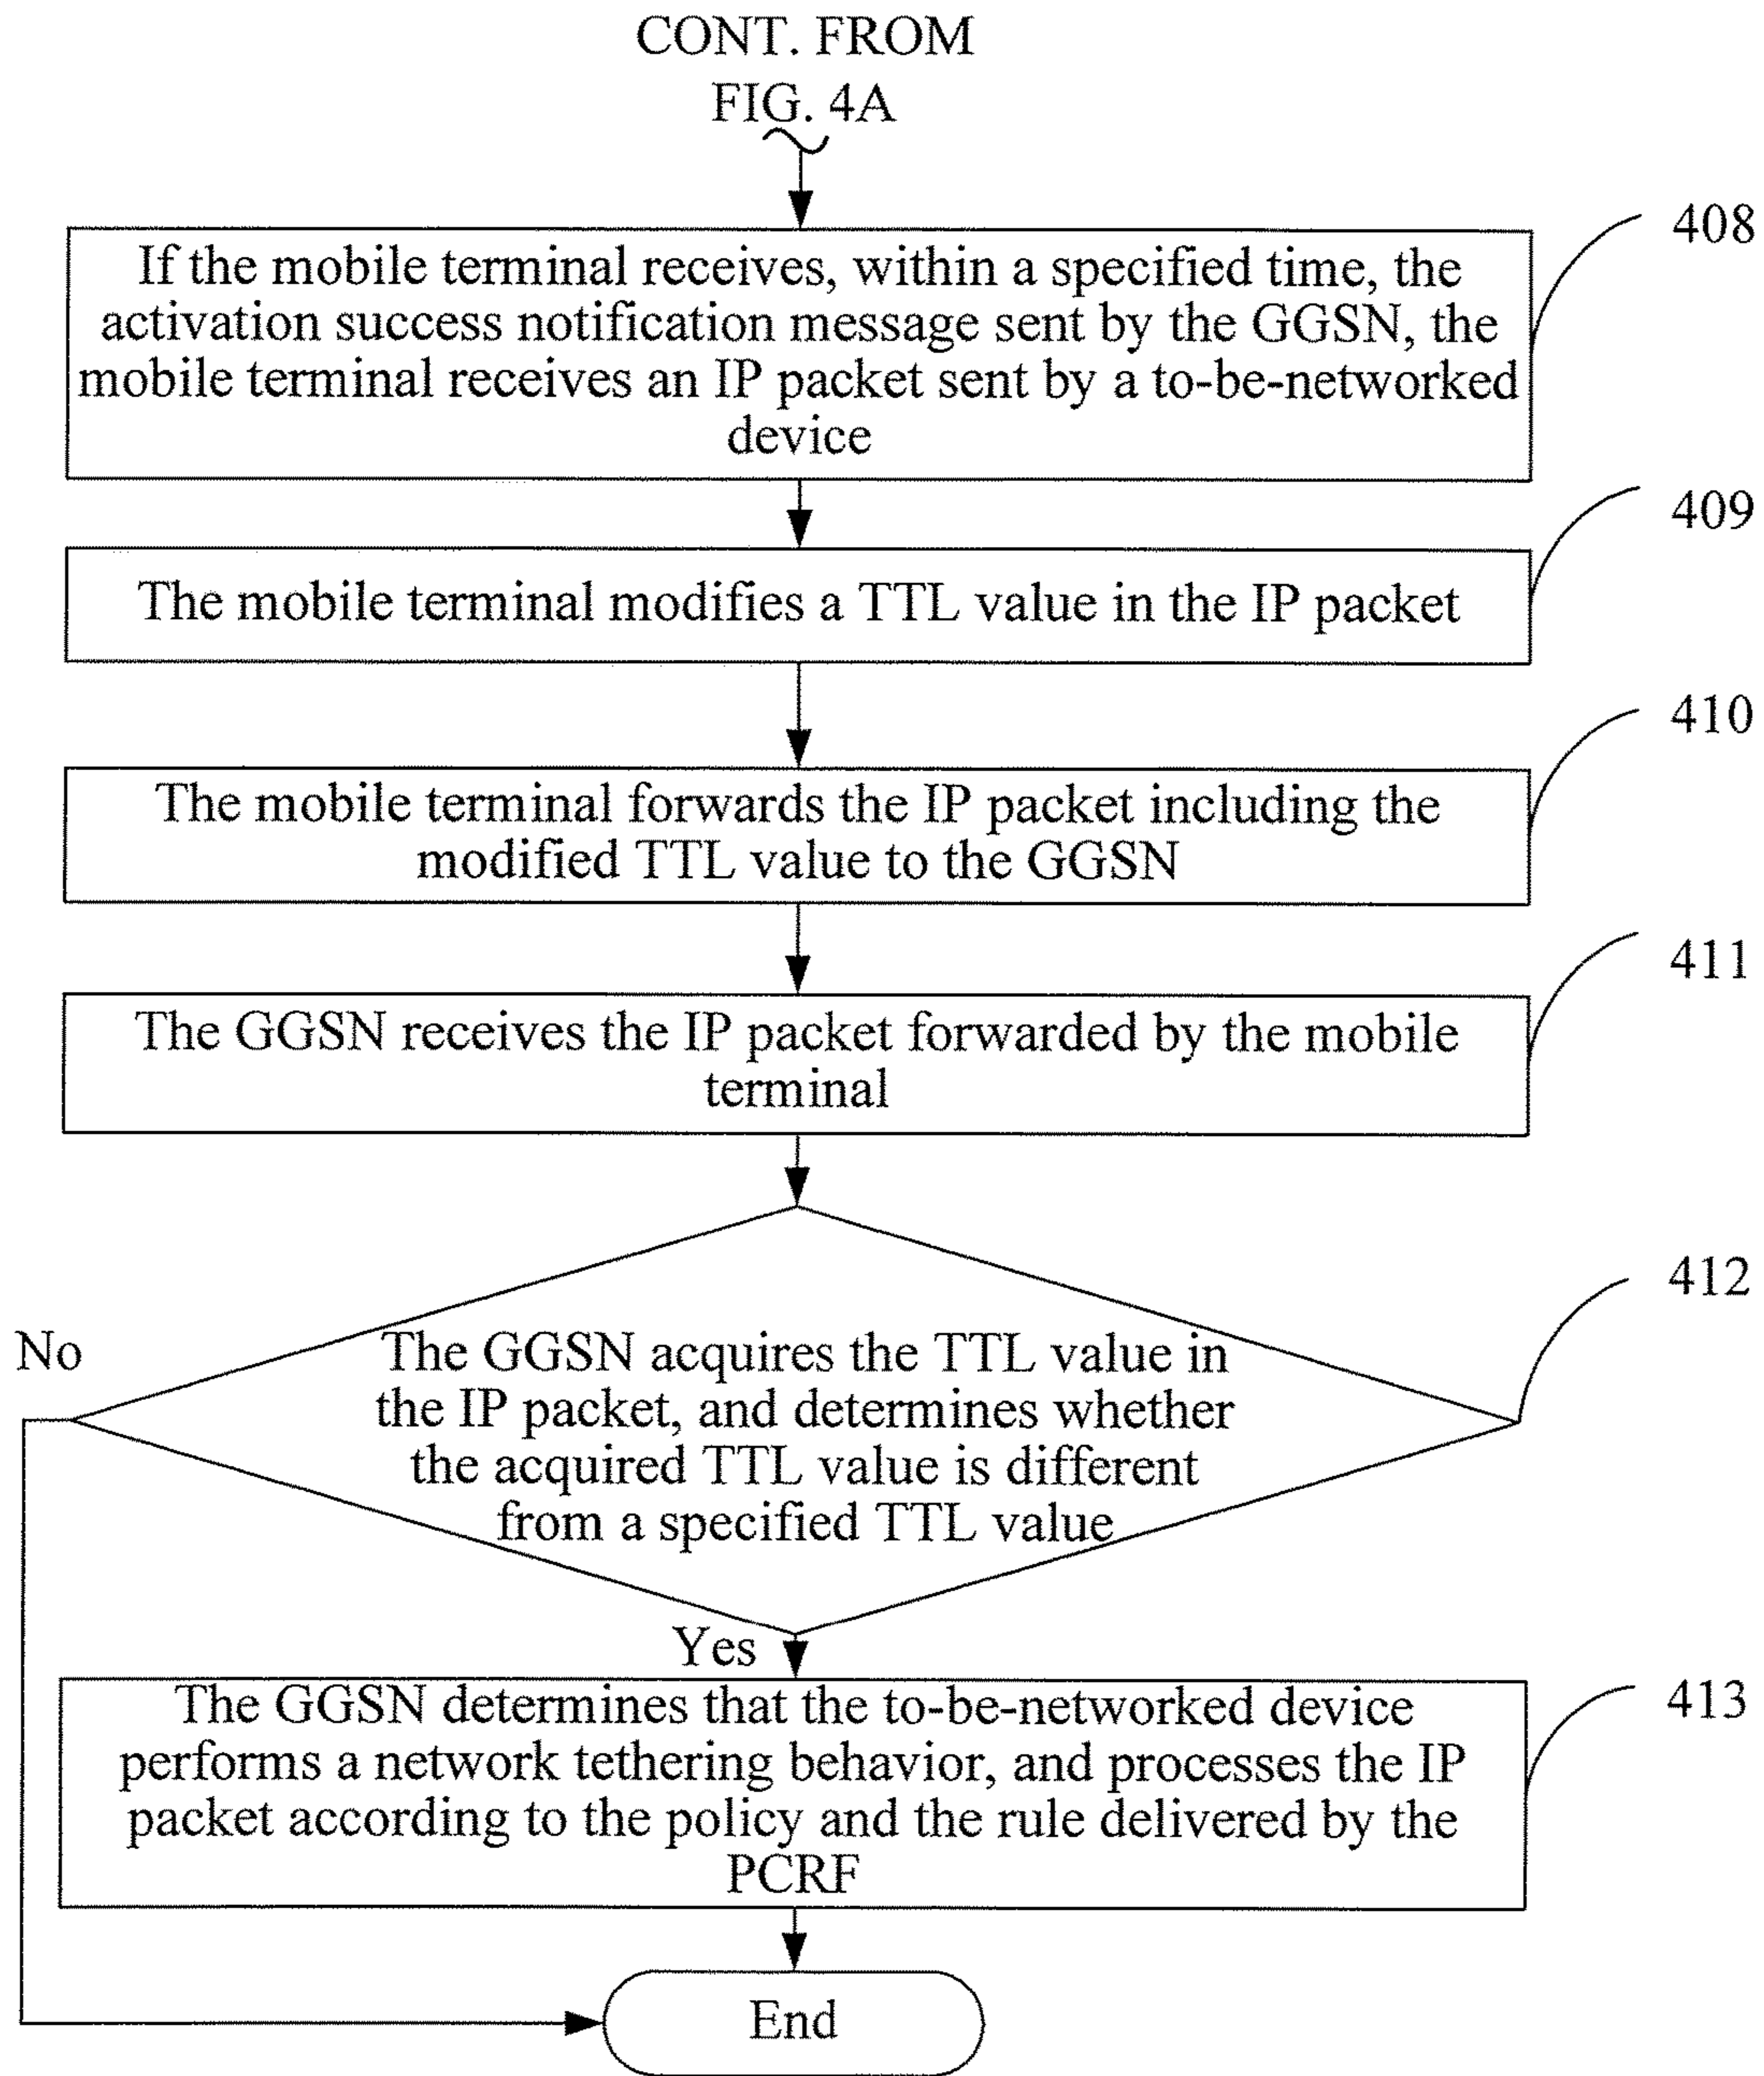 CONT. FROM
FIG. 4A
408
If the mobile terminal receives, within a specified time, the
activation success notification message sent by the GGSN, the
mobile terminal receives an IP packet sent by a to-be-networked
device
409
The mobile terminal modifies a TTL value in the IP packet
410
The mobile terminal forwards the IP packet including the
modified TTL value to the GGSN
411
The GGSN receives the IP packet forwarded by the mobile
terminal
412
No
The GGSN acquires the TTL value in
the IP packet, and determines whether
the acquired TTL value is different
from a specified TTL value
Yes
413
The GGSN determines that the to-be-networked device
performs a network tethering behavior, and processes the IP
packet according to the policy and the rule delivered by the
PCRF
End